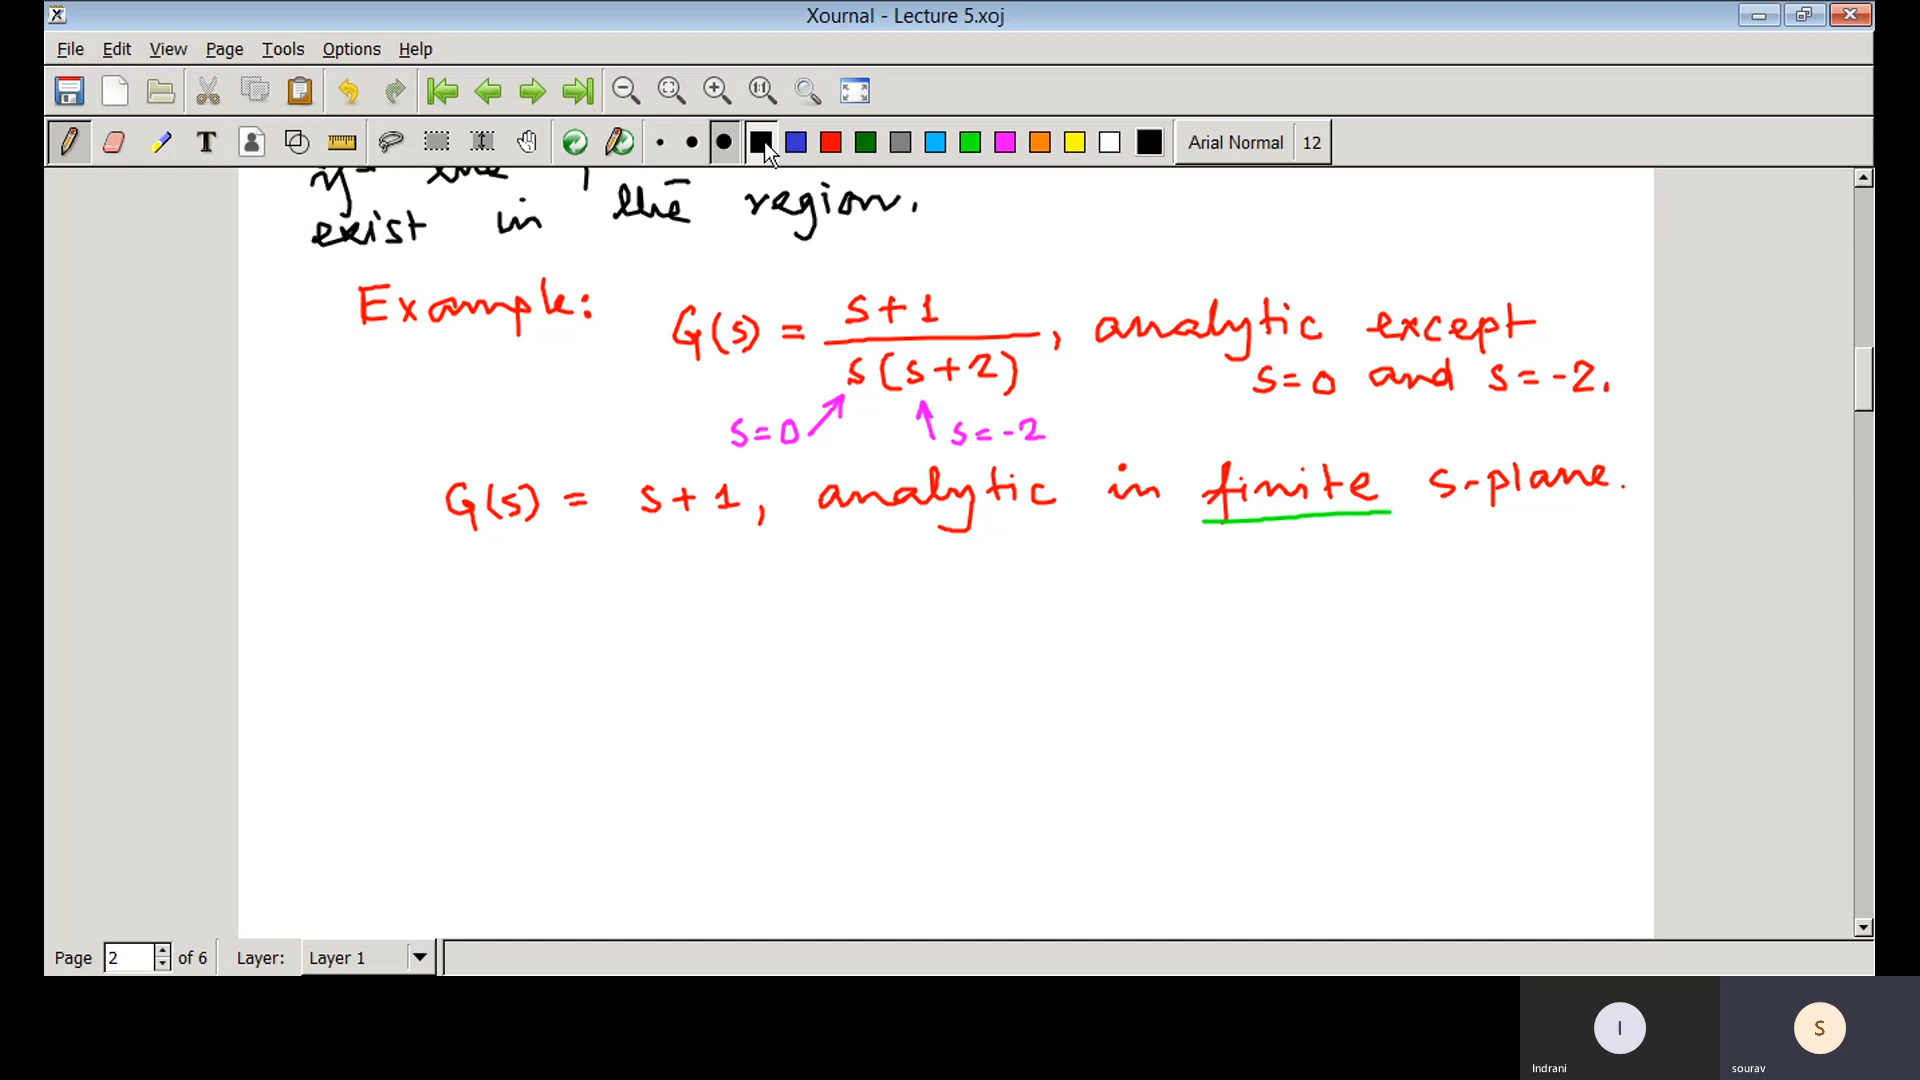 Xournal - Lecture 5.xoj
File Edit View Page Tools Options Help
Arial Normal 12
the
exist in the region.
Example: G(s) = s+1 / s(s+2), analytic except
s=0 and s=-2.
s=0 s=-2
G(s) = s+1, analytic in finite s-plane.
Page 2 of 6 Layer: Layer 1
I S
Indrani sourav